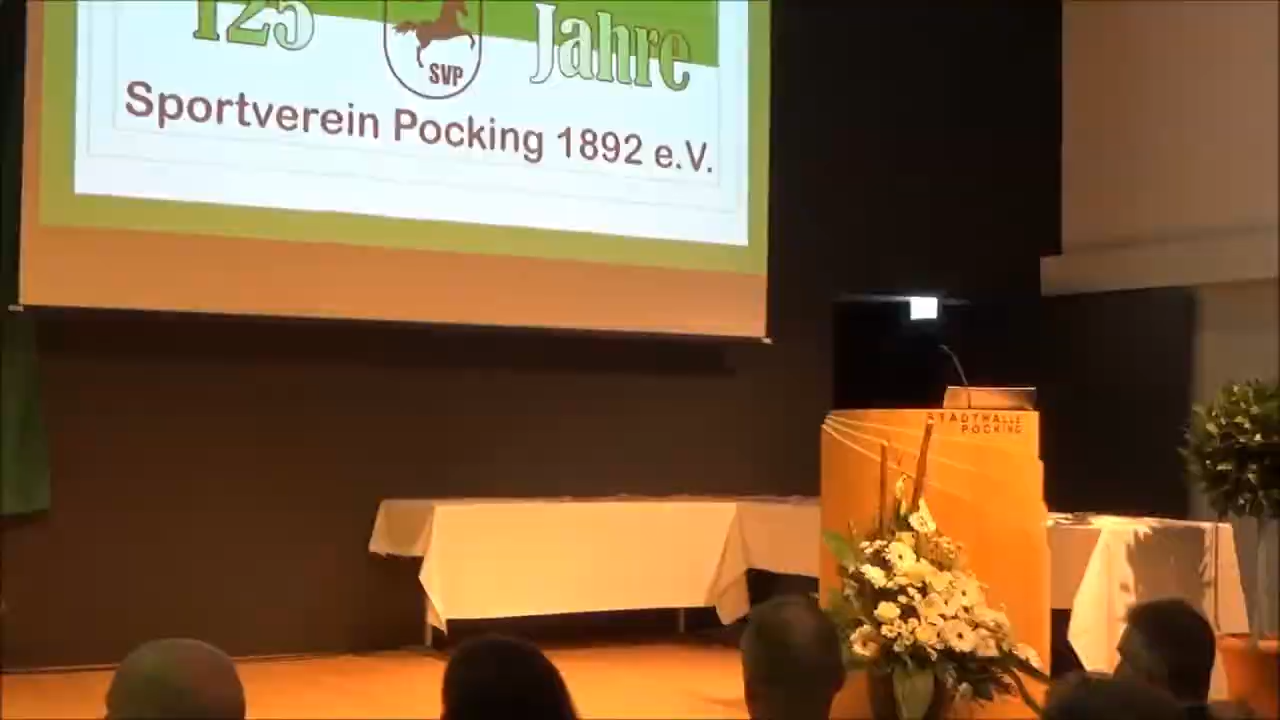 125 Jahre
SVP
Sportverein Pocking 1892 e.V.
STADTHALLE
POCKING